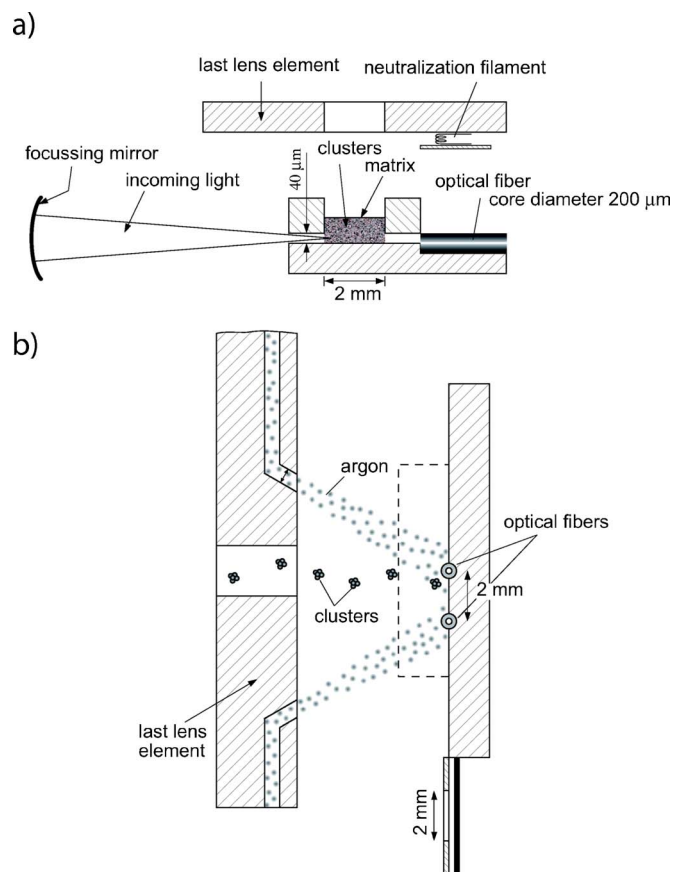 a)
last lens element
neutralization filament
focussing mirror
incoming light
40 µm
clusters
matrix
optical fiber
core diameter 200 µm
2 mm
b)
argon
optical fibers
2 mm
clusters
last lens
element
2 mm